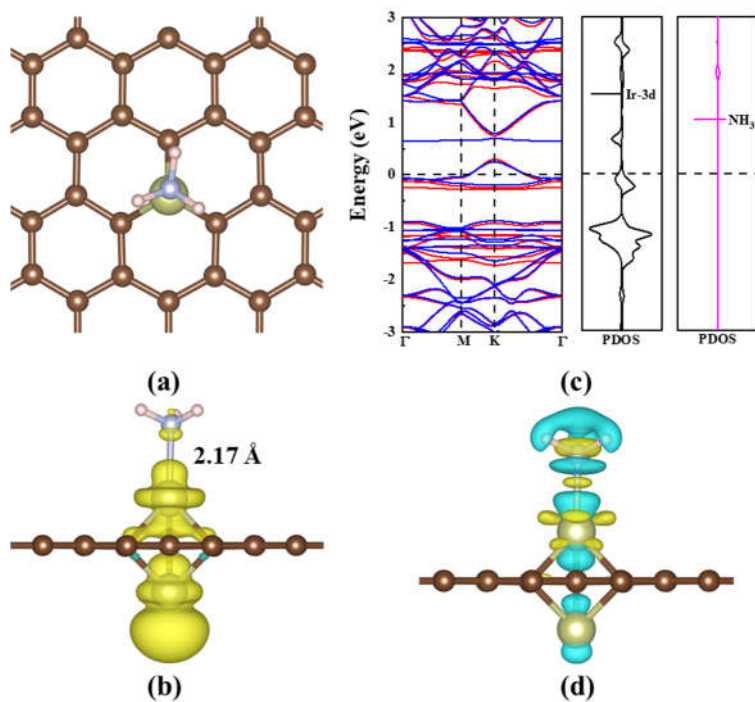 (a)
2.17 Å
(b)
(c)
Energy (eV)
3
2
1
0
-1
-2
-3
Γ M K Γ
Ir-3d
PDOS
NH3
PDOS
(d)